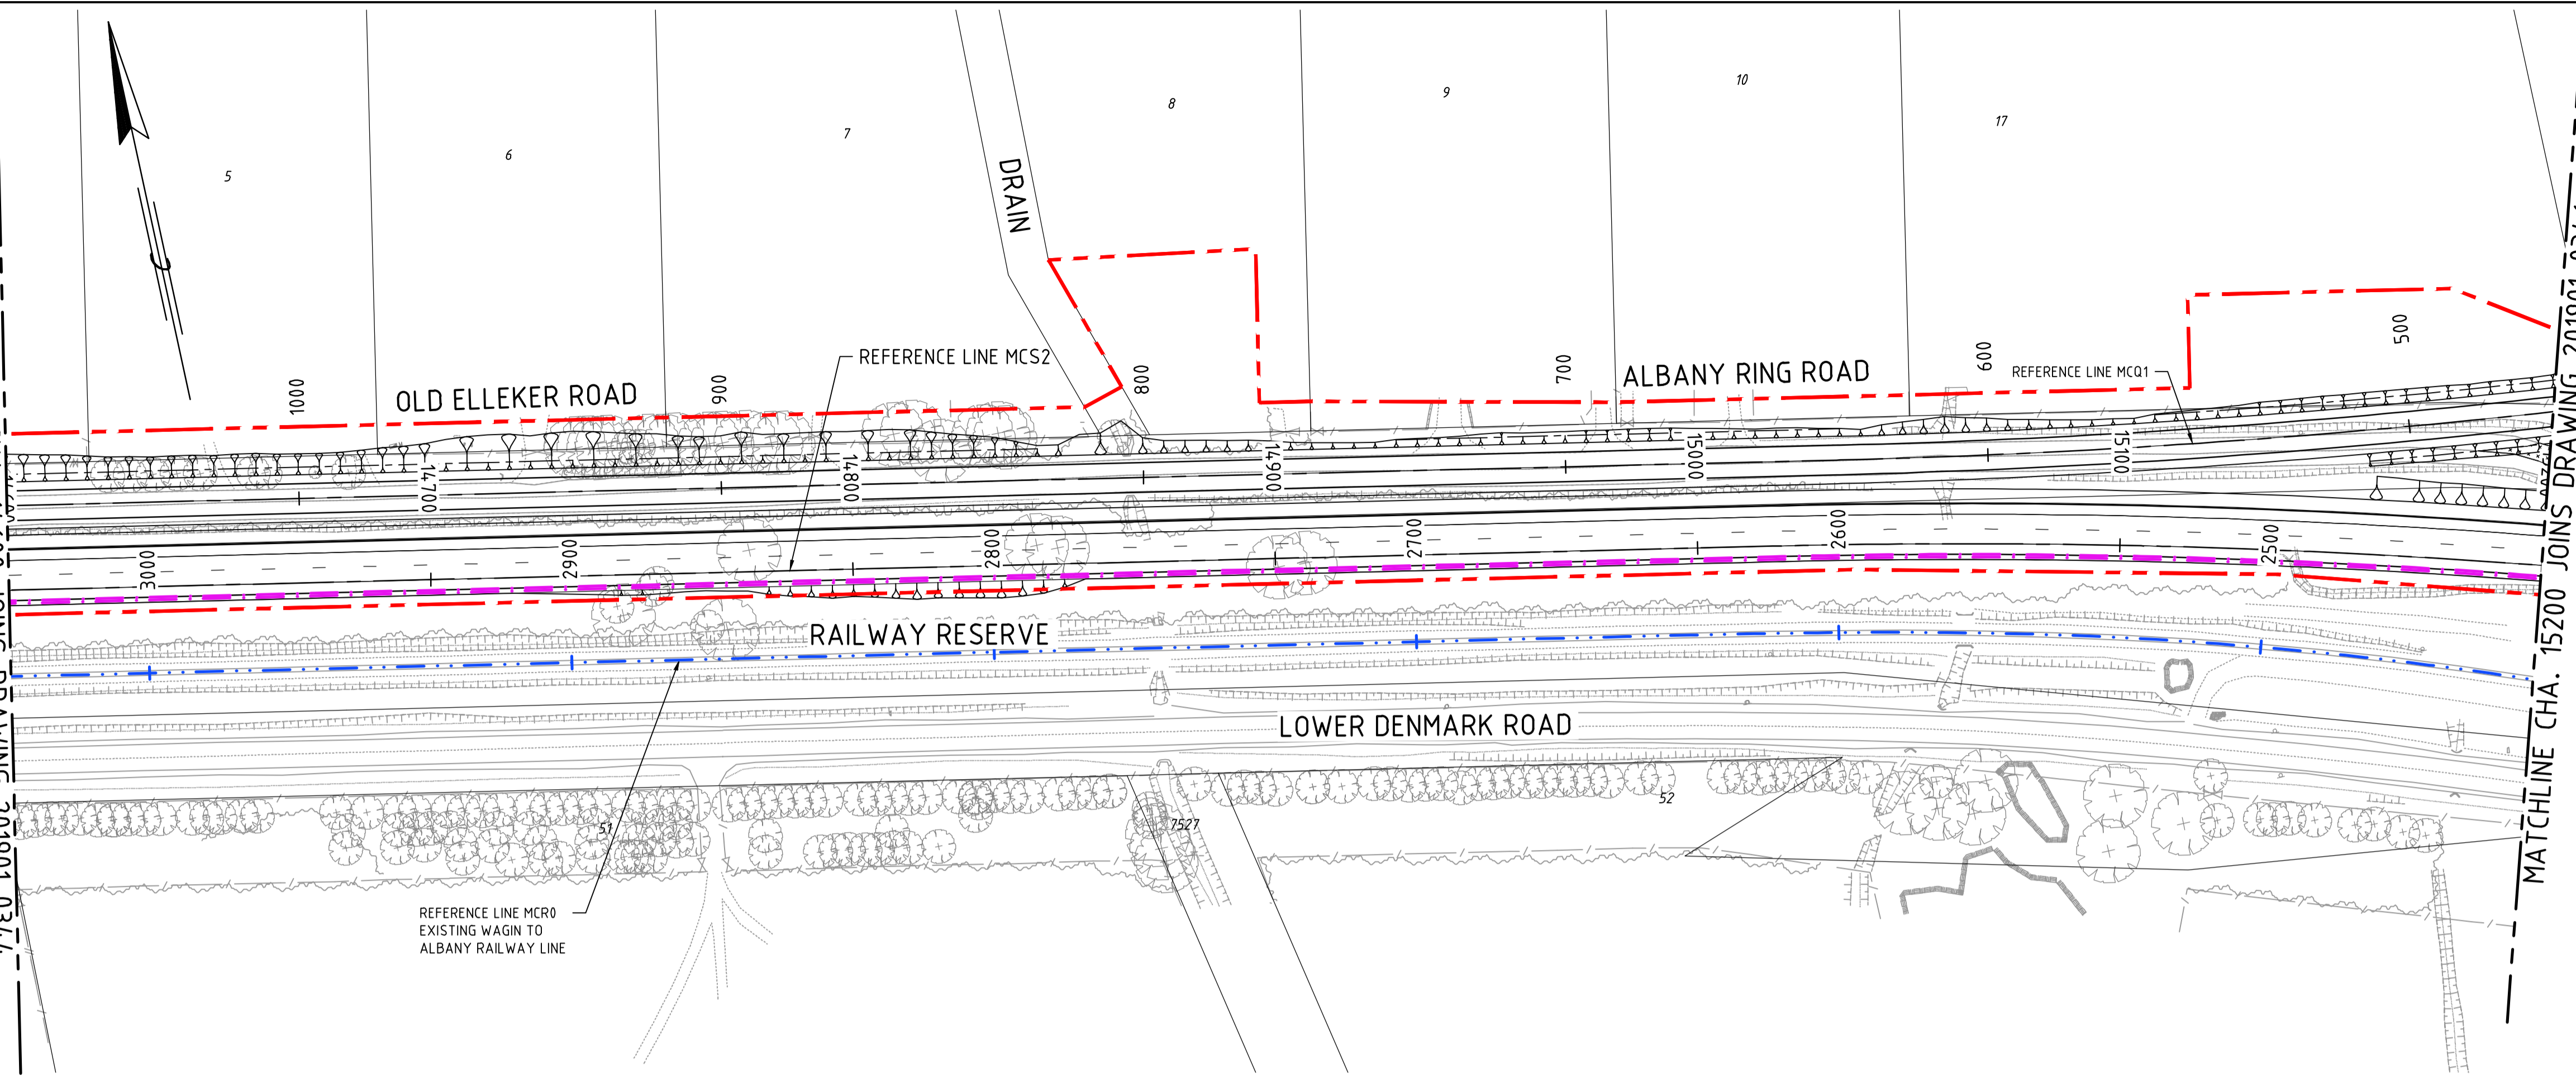 5
6
7
8
9
10
17
DRAIN
OLD ELLEKER ROAD
REFERENCE LINE MCS2
ALBANY RING ROAD
REFERENCE LINE MCQ1
1000
900
800
700
600
500
14700
14800
14900
15000
15100
3000
2900
2800
2700
2600
2500
RAILWAY RESERVE
LOWER DENMARK ROAD
51
7527
52
REFERENCE LINE MCR0
EXISTING WAGIN TO
ALBANY RAILWAY LINE
MATCHLINE CHA. 15200 JOINS DRAWING 201901